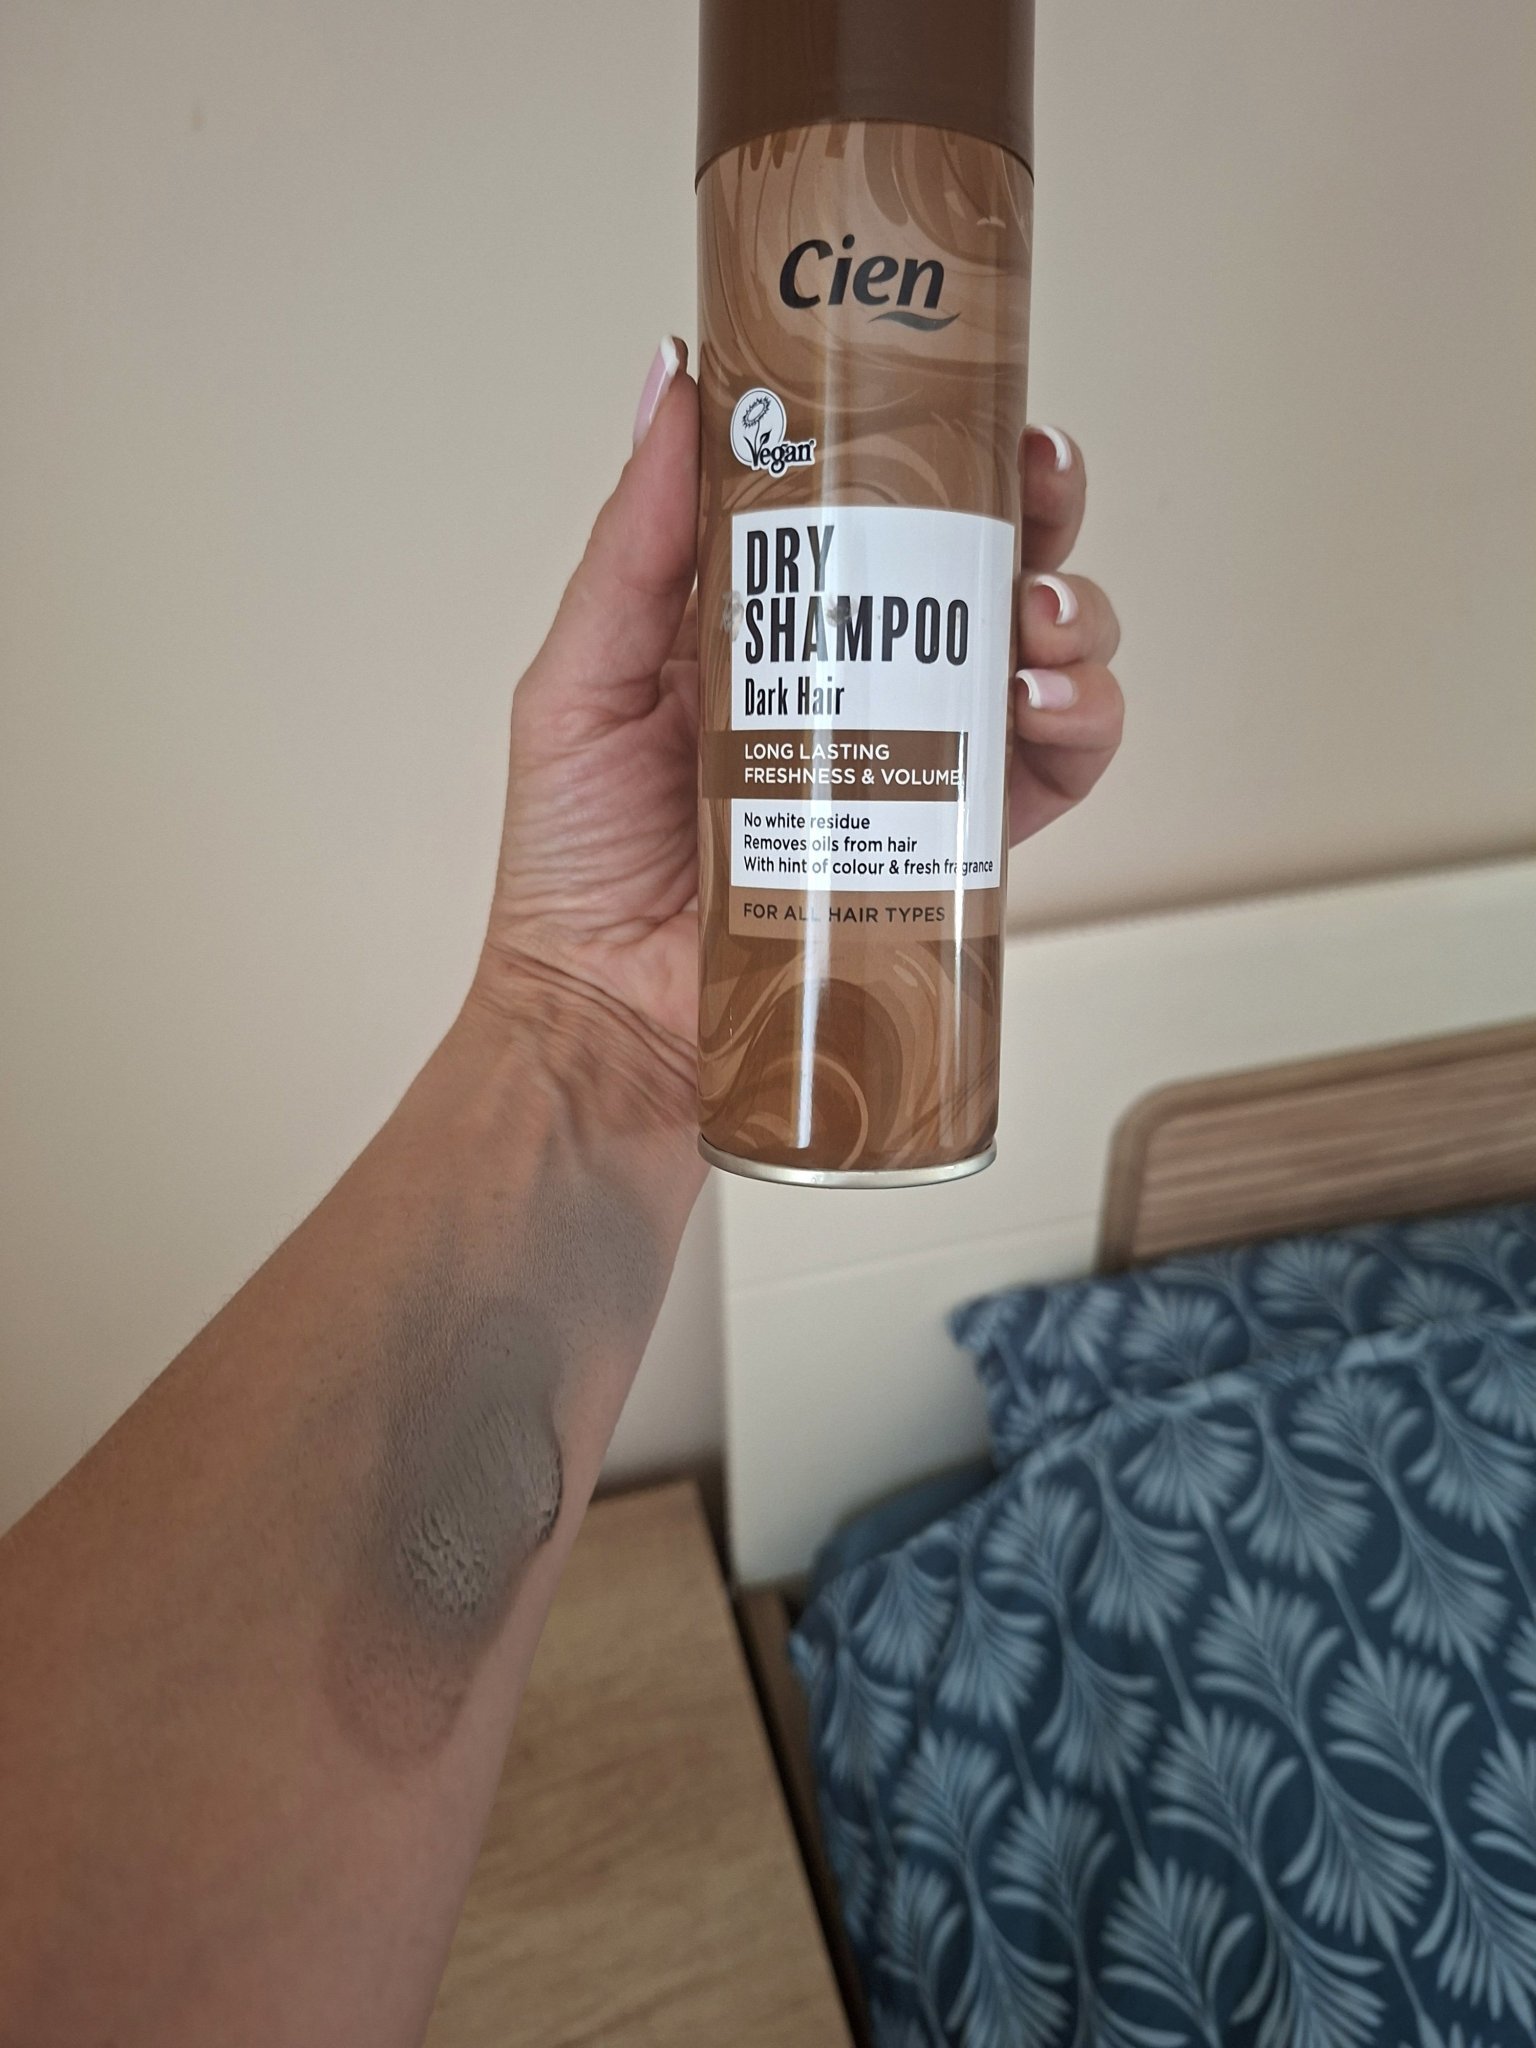 Cien
Vegan
DRY
SHAMPOO
Dark Hair
LONG LASTING
FRESHNESS & VOLUME
No white residue
Removes oils from hair
With hint of colour & fresh fragrance
FOR ALL HAIR TYPES